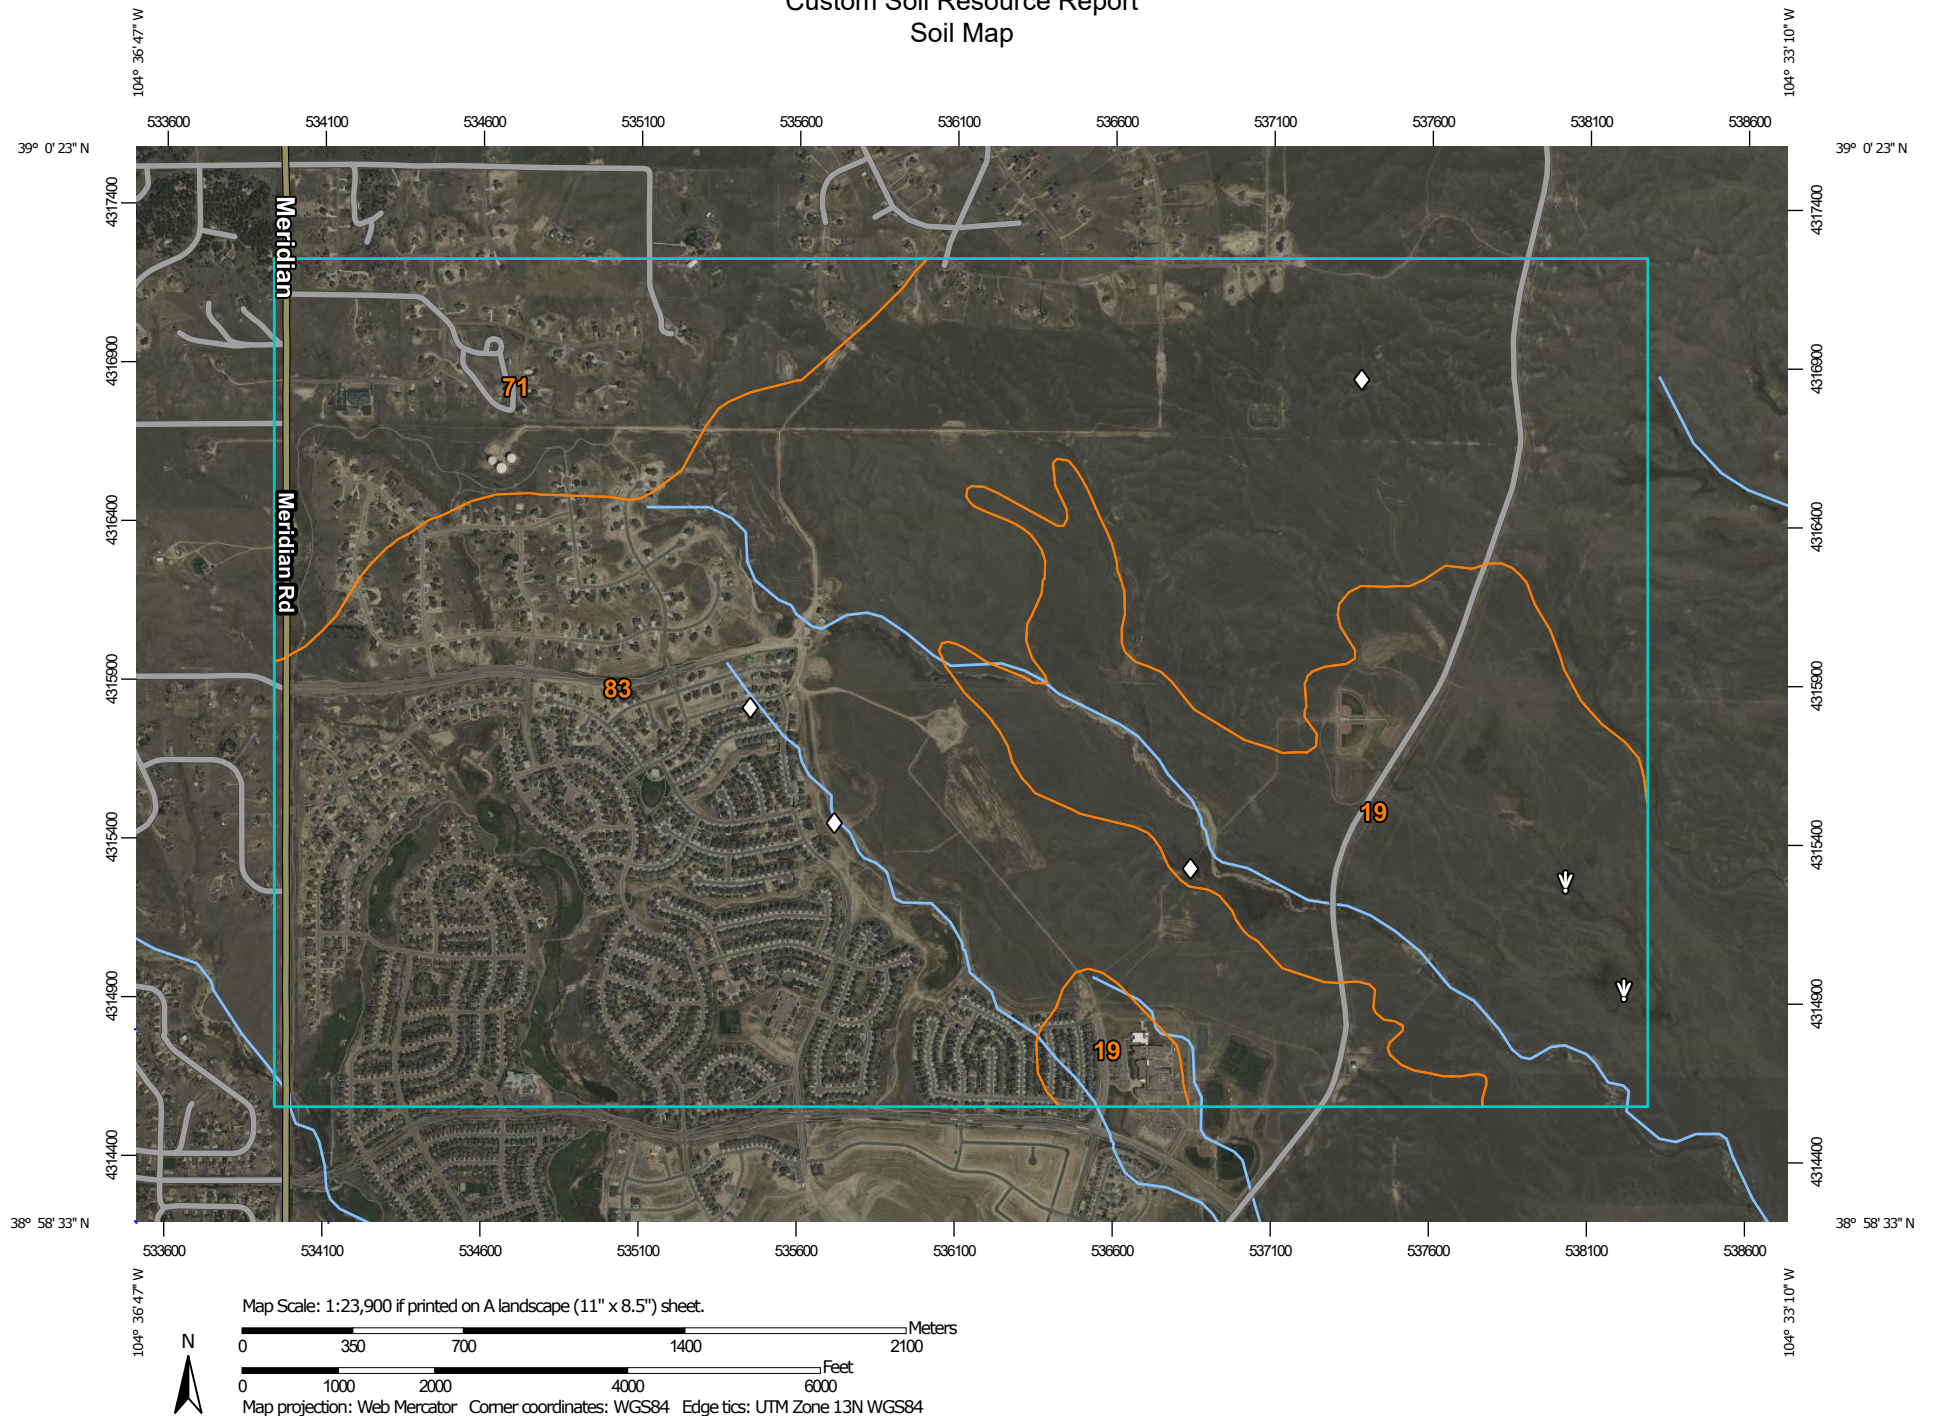 Custom Soil Resource Report
Soil Map
104° 36' 47" W
104° 33' 10" W
533600 534100 534600 535100 535600 536100 536600 537100 537600 538100 538600
39° 0' 23" N
39° 0' 23" N
4317400
4317400
Meridian
4316900
4316900
71
4316400
4316400
Meridian Rd
4315900
4315900
83
4315400
4315400
19
4314900
4314900
19
4314400
4314400
38° 58' 33" N
38° 58' 33" N
533600 534100 534600 535100 535600 536100 536600 537100 537600 538100 538600
104° 36' 47" W
104° 33' 10" W
Map Scale: 1:23,900 if printed on A landscape (11" x 8.5") sheet.
N
Meters
0 350 700 1400 2100
Feet
0 1000 2000 4000 6000
Map projection: Web Mercator Corner coordinates: WGS84 Edge tics: UTM Zone 13N WGS84